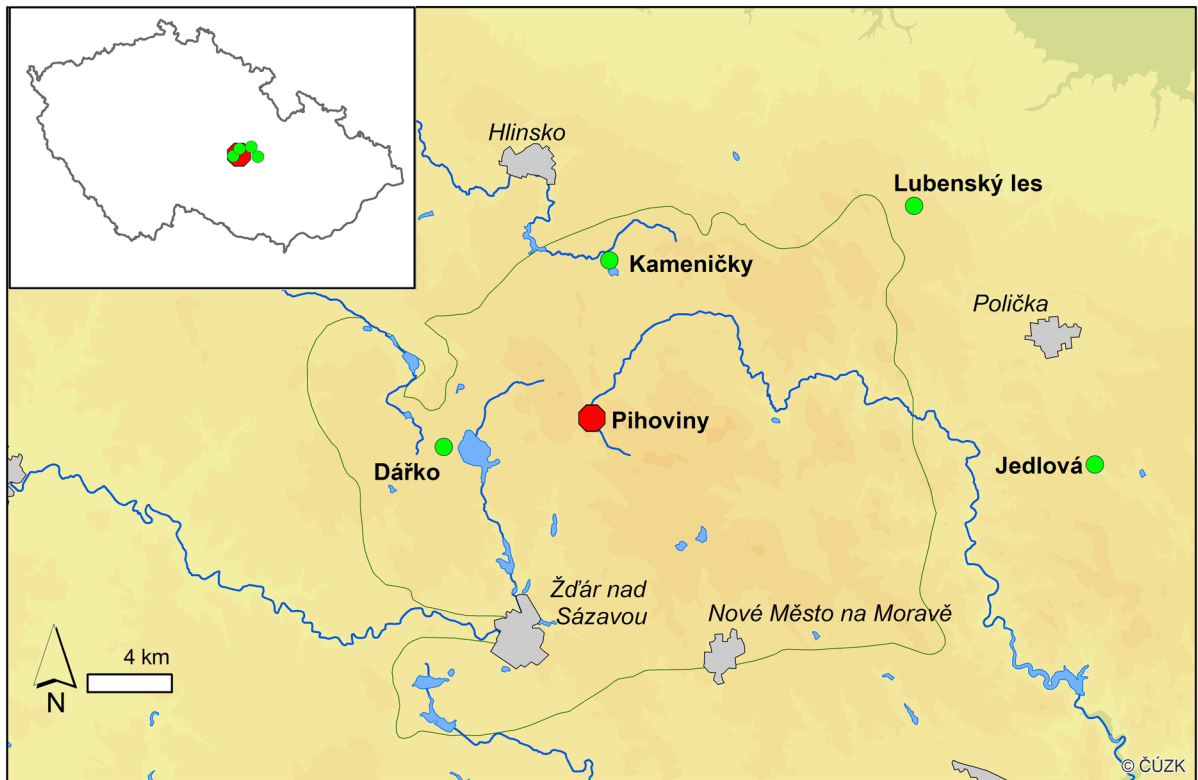 Hlinsko
Lubenský les
Kameničky
Polička
Pihoviny
Dářko
Jedlová
Žďár nad
Sázavou
Nové Město na Moravě
4 km
N
© ČÚZK